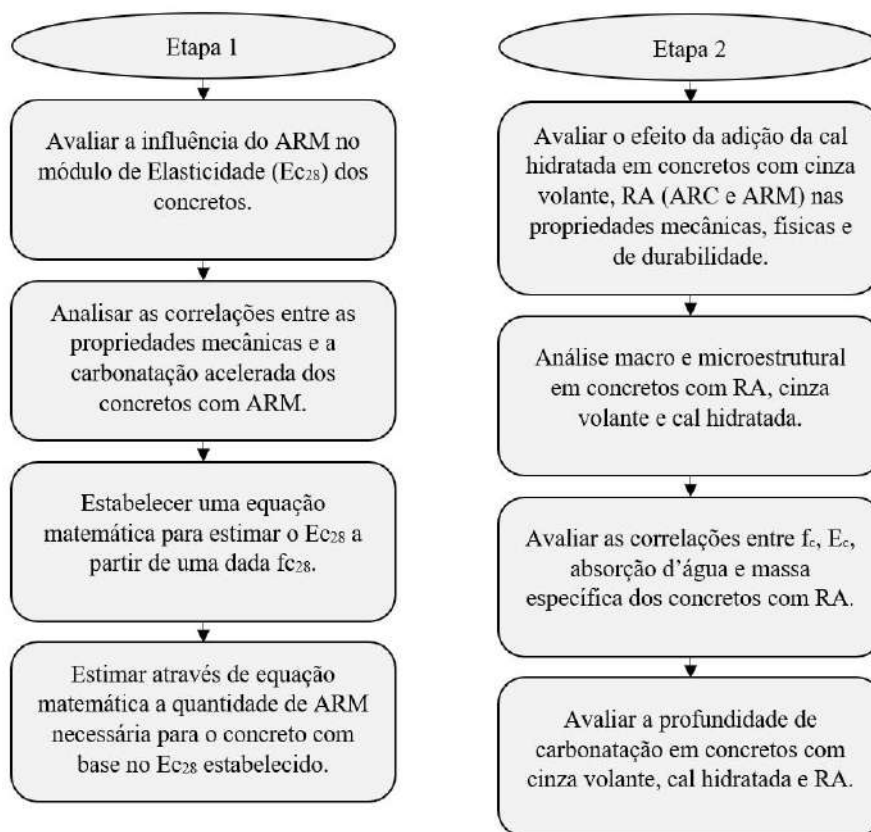 Etapa 1
Avaliar a influência do ARM no
módulo de Elasticidade (Ec₂₈) dos
concretos.
Analisar as correlações entre as
propriedades mecânicas e a
carbonatação acelerada dos
concretos com ARM.
Estabelecer uma equação
matemática para estimar o Ec₂₈ a
partir de uma dada fc₂₈.
Estimar através de equação
matemática a quantidade de ARM
necessária para o concreto com
base no Ec₂₈ estabelecido.
Etapa 2
Avaliar o efeito da adição da cal
hidratada em concretos com cinza
volante, RA (ARC e ARM) nas
propriedades mecânicas, físicas e
de durabilidade.
Análise macro e microestrutural
em concretos com RA, cinza
volante e cal hidratada.
Avaliar as correlações entre f꜀, E꜀,
absorção d’água e massa
específica dos concretos com RA.
Avaliar a profundidade de
carbonatação em concretos com
cinza volante, cal hidratada e RA.